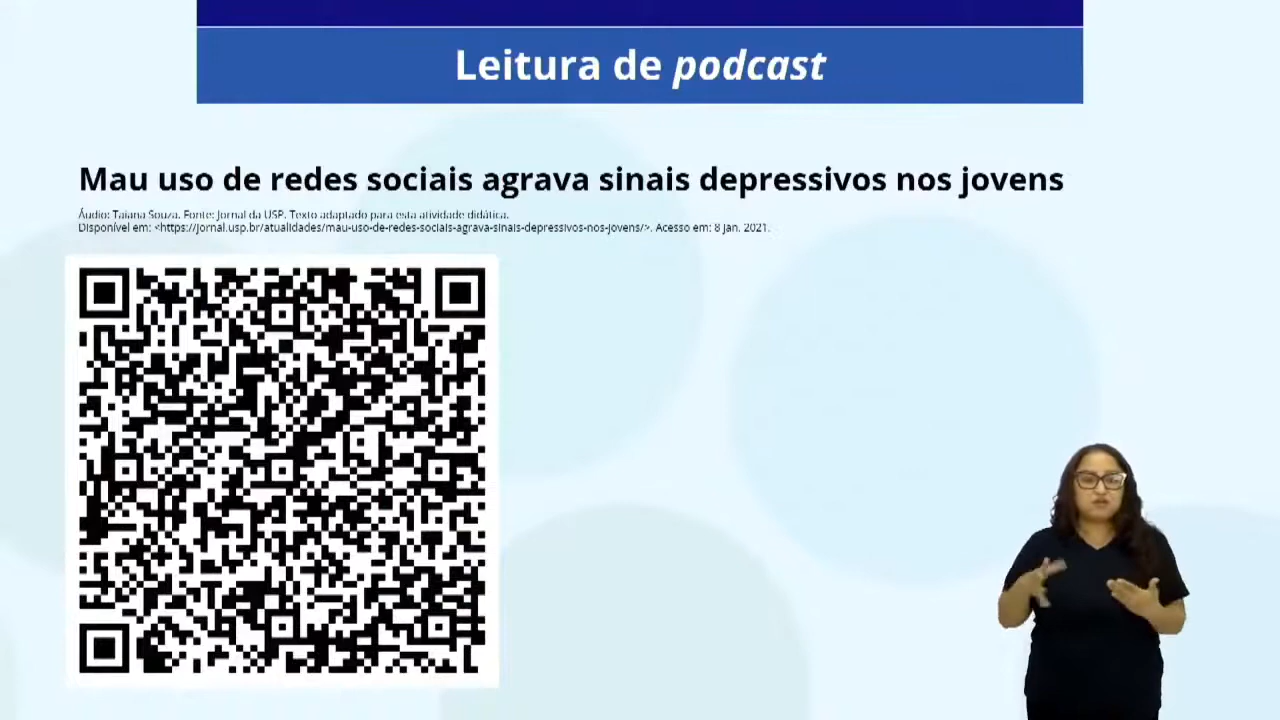 Leitura de podcast
Mau uso de redes sociais agrava sinais depressivos nos jovens
Áudio: Taiana Souza. Fonte: Jornal da USP. Texto adaptado para esta atividade didática.
Disponível em: <https://jornal.usp.br/atualidades/mau-uso-de-redes-sociais-agrava-sinais-depressivos-nos-jovens/>. Acesso em: 8 jan. 2021.